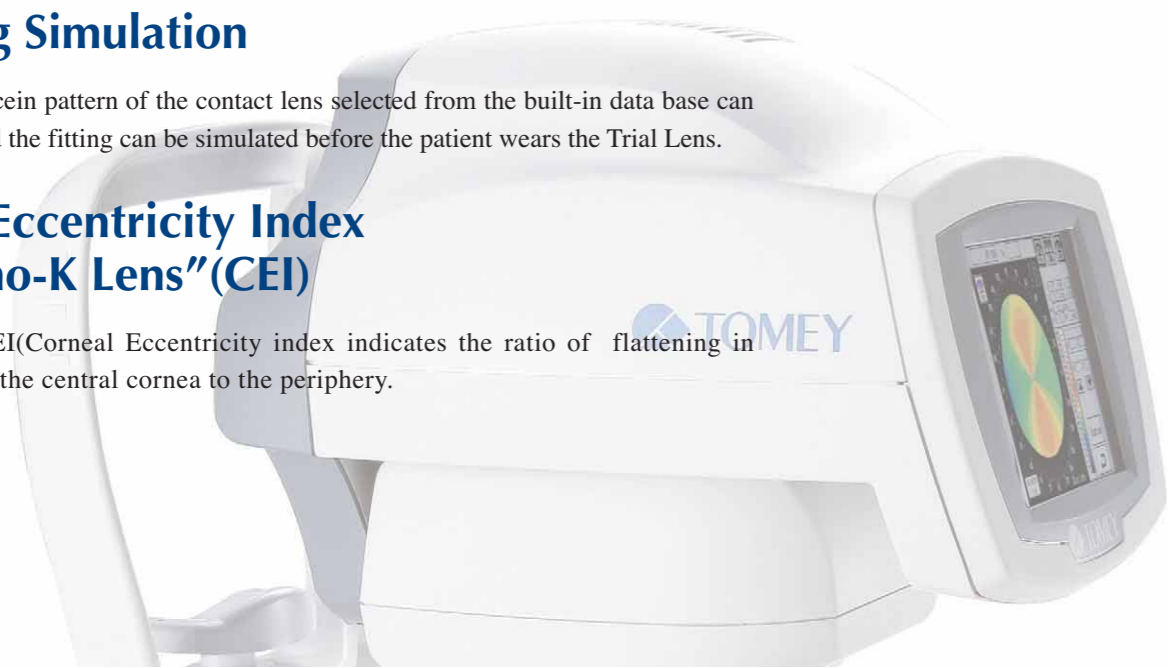 g Simulation
cein pattern of the contact lens selected from the built-in data base can
the fitting can be simulated before the patient wears the Trial Lens.
Eccentricity Index
no-K Lens”(CEI)
EI(Corneal Eccentricity index indicates the ratio of flattening in
the central cornea to the periphery.
TOMEY
TOMEY